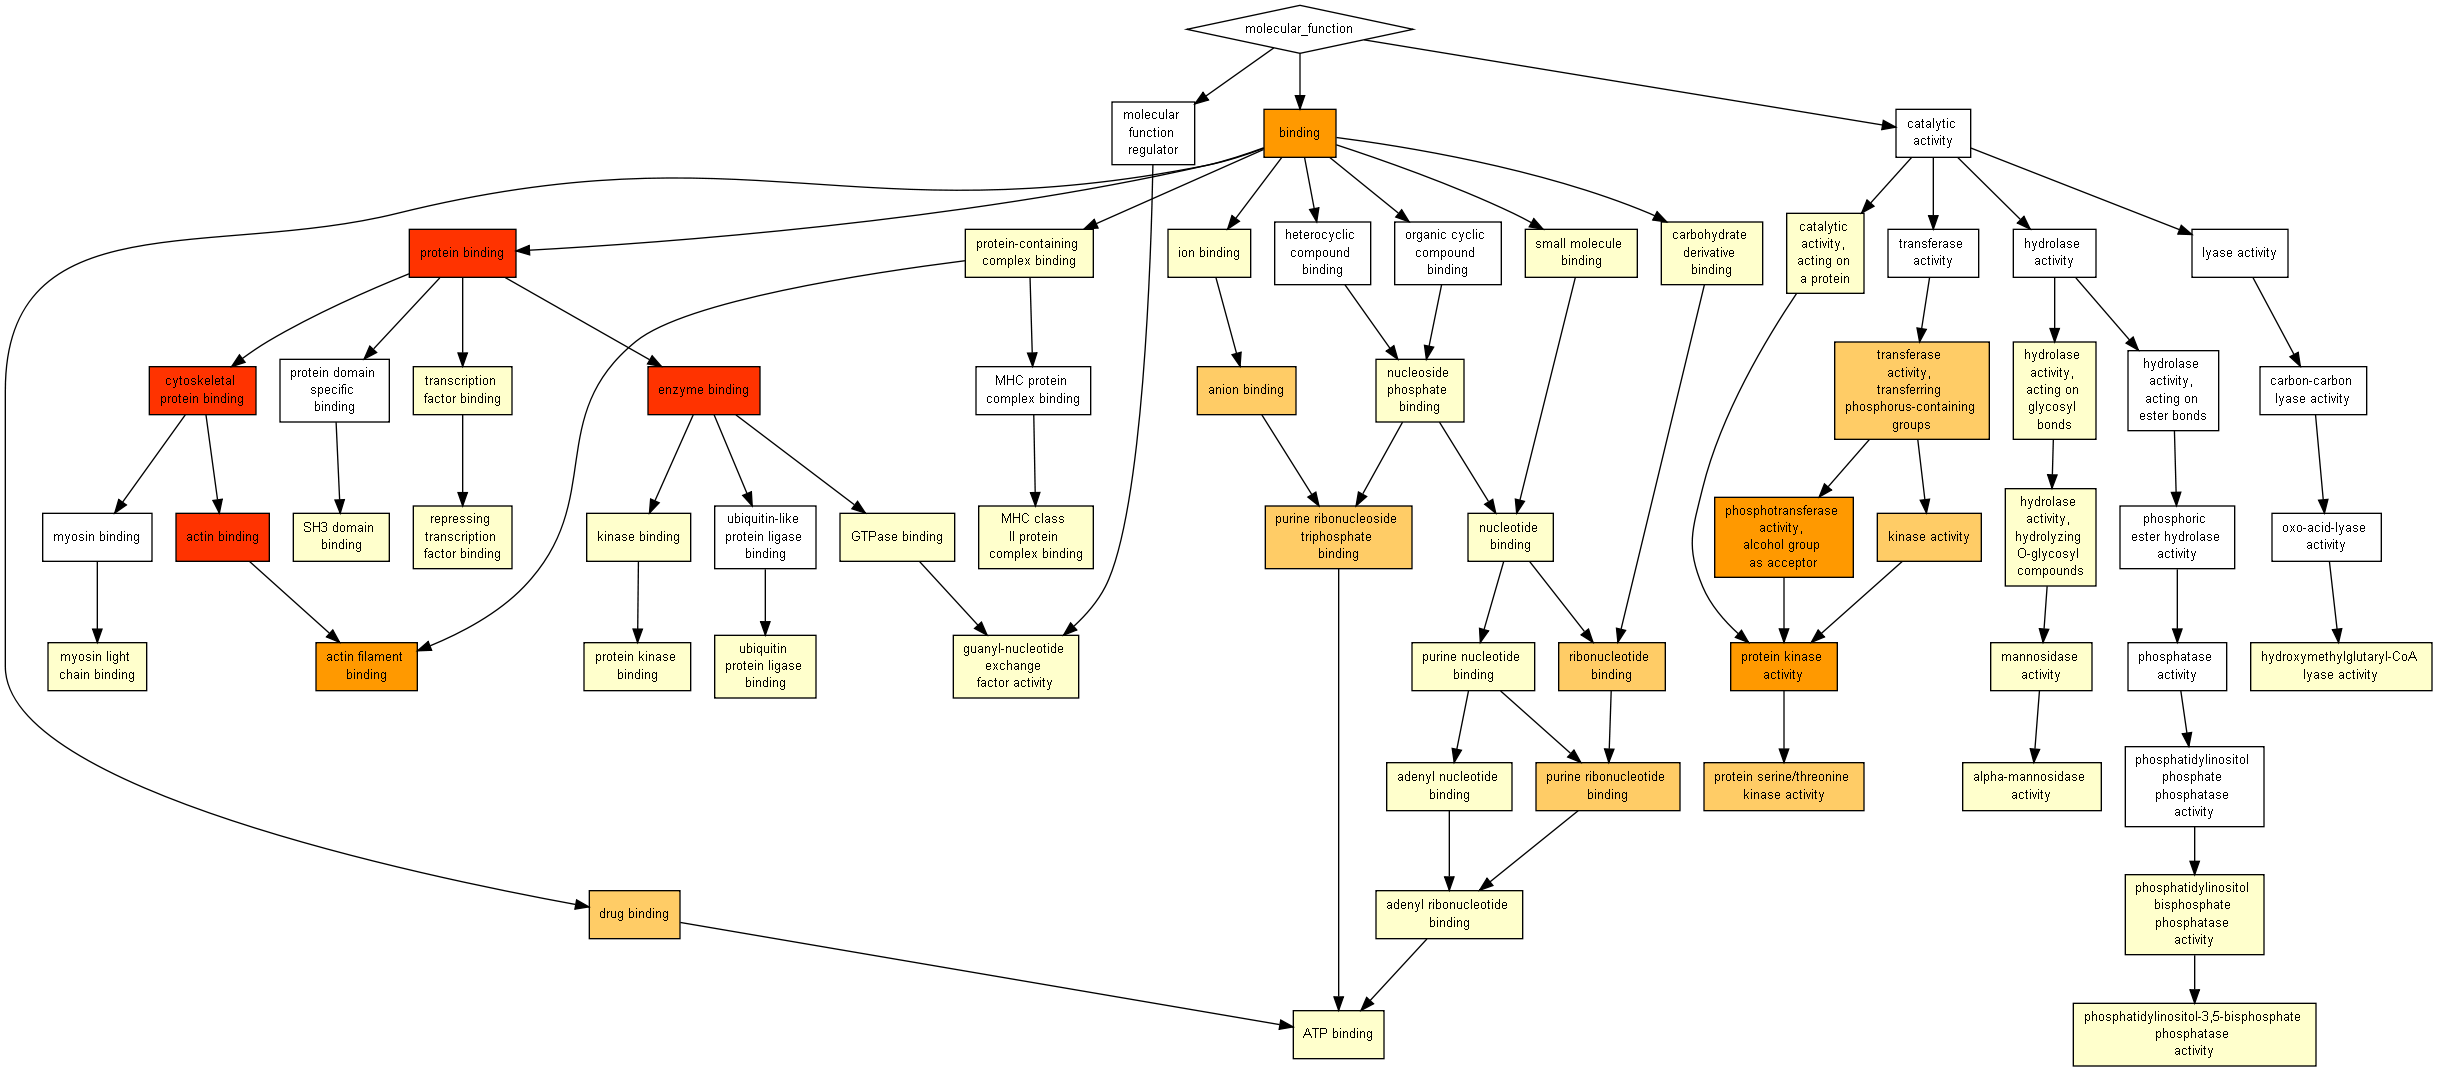 molecular_function
molecular
function
regulator
binding
catalytic
activity
protein binding
protein-containing
complex binding
ion binding
heterocyclic
compound
binding
organic cyclic
compound
binding
small molecule
binding
carbohydrate
derivative
binding
catalytic
activity,
acting on
a protein
transferase
activity
hydrolase
activity
lyase activity
cytoskeletal
protein binding
protein domain
specific
binding
transcription
factor binding
enzyme binding
MHC protein
complex binding
anion binding
nucleoside
phosphate
binding
transferase
activity,
transferring
phosphorus-containing
groups
hydrolase
activity,
acting on
glycosyl
bonds
hydrolase
activity,
acting on
ester bonds
carbon-carbon
lyase activity
myosin binding
actin binding
SH3 domain
binding
repressing
transcription
factor binding
kinase binding
ubiquitin-like
protein ligase
binding
GTPase binding
MHC class
II protein
complex binding
purine ribonucleoside
triphosphate
binding
nucleotide
binding
phosphotransferase
activity,
alcohol group
as acceptor
kinase activity
hydrolase
activity,
hydrolyzing
O-glycosyl
compounds
phosphoric
ester hydrolase
activity
oxo-acid-lyase
activity
myosin light
chain binding
actin filament
binding
protein kinase
binding
ubiquitin
protein ligase
binding
guanyl-nucleotide
exchange
factor activity
purine nucleotide
binding
ribonucleotide
binding
protein kinase
activity
mannosidase
activity
phosphatase
activity
hydroxymethylglutaryl-CoA
lyase activity
adenyl nucleotide
binding
purine ribonucleotide
binding
protein serine/threonine
kinase activity
alpha-mannosidase
activity
phosphatidylinositol
phosphate
phosphatase
activity
drug binding
adenyl ribonucleotide
binding
phosphatidylinositol
bisphosphate
phosphatase
activity
ATP binding
phosphatidylinositol-3,5-bisphosphate
phosphatase
activity